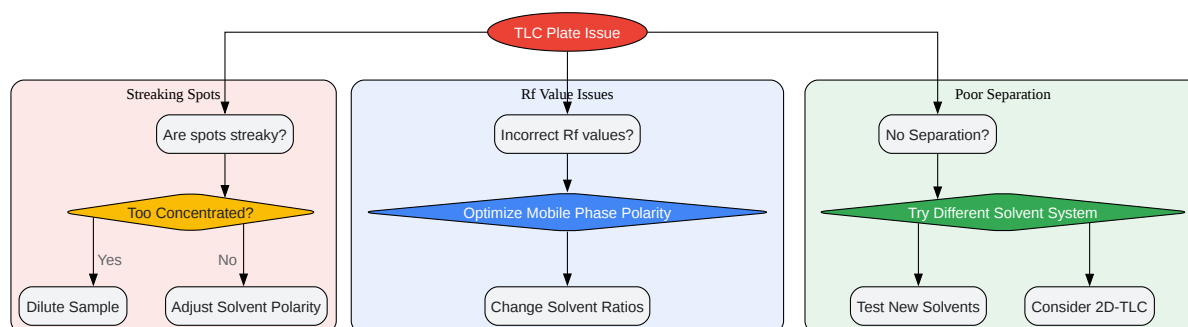 TLC Plate Issue
Streaking Spots
Are spots streaky?
Too Concentrated?
Yes
No
Dilute Sample
Adjust Solvent Polarity
Rf Value Issues
Incorrect Rf values?
Optimize Mobile Phase Polarity
Change Solvent Ratios
Poor Separation
No Separation?
Try Different Solvent System
Test New Solvents
Consider 2D-TLC